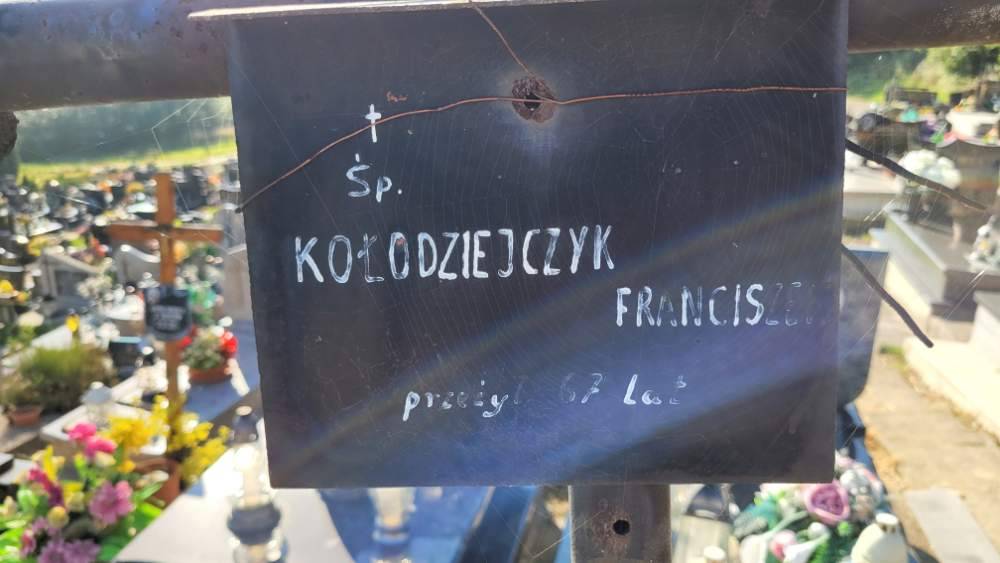 Śp.
KOŁODZIEJCZYK
FRANCISZEK
przeżył 67 lat